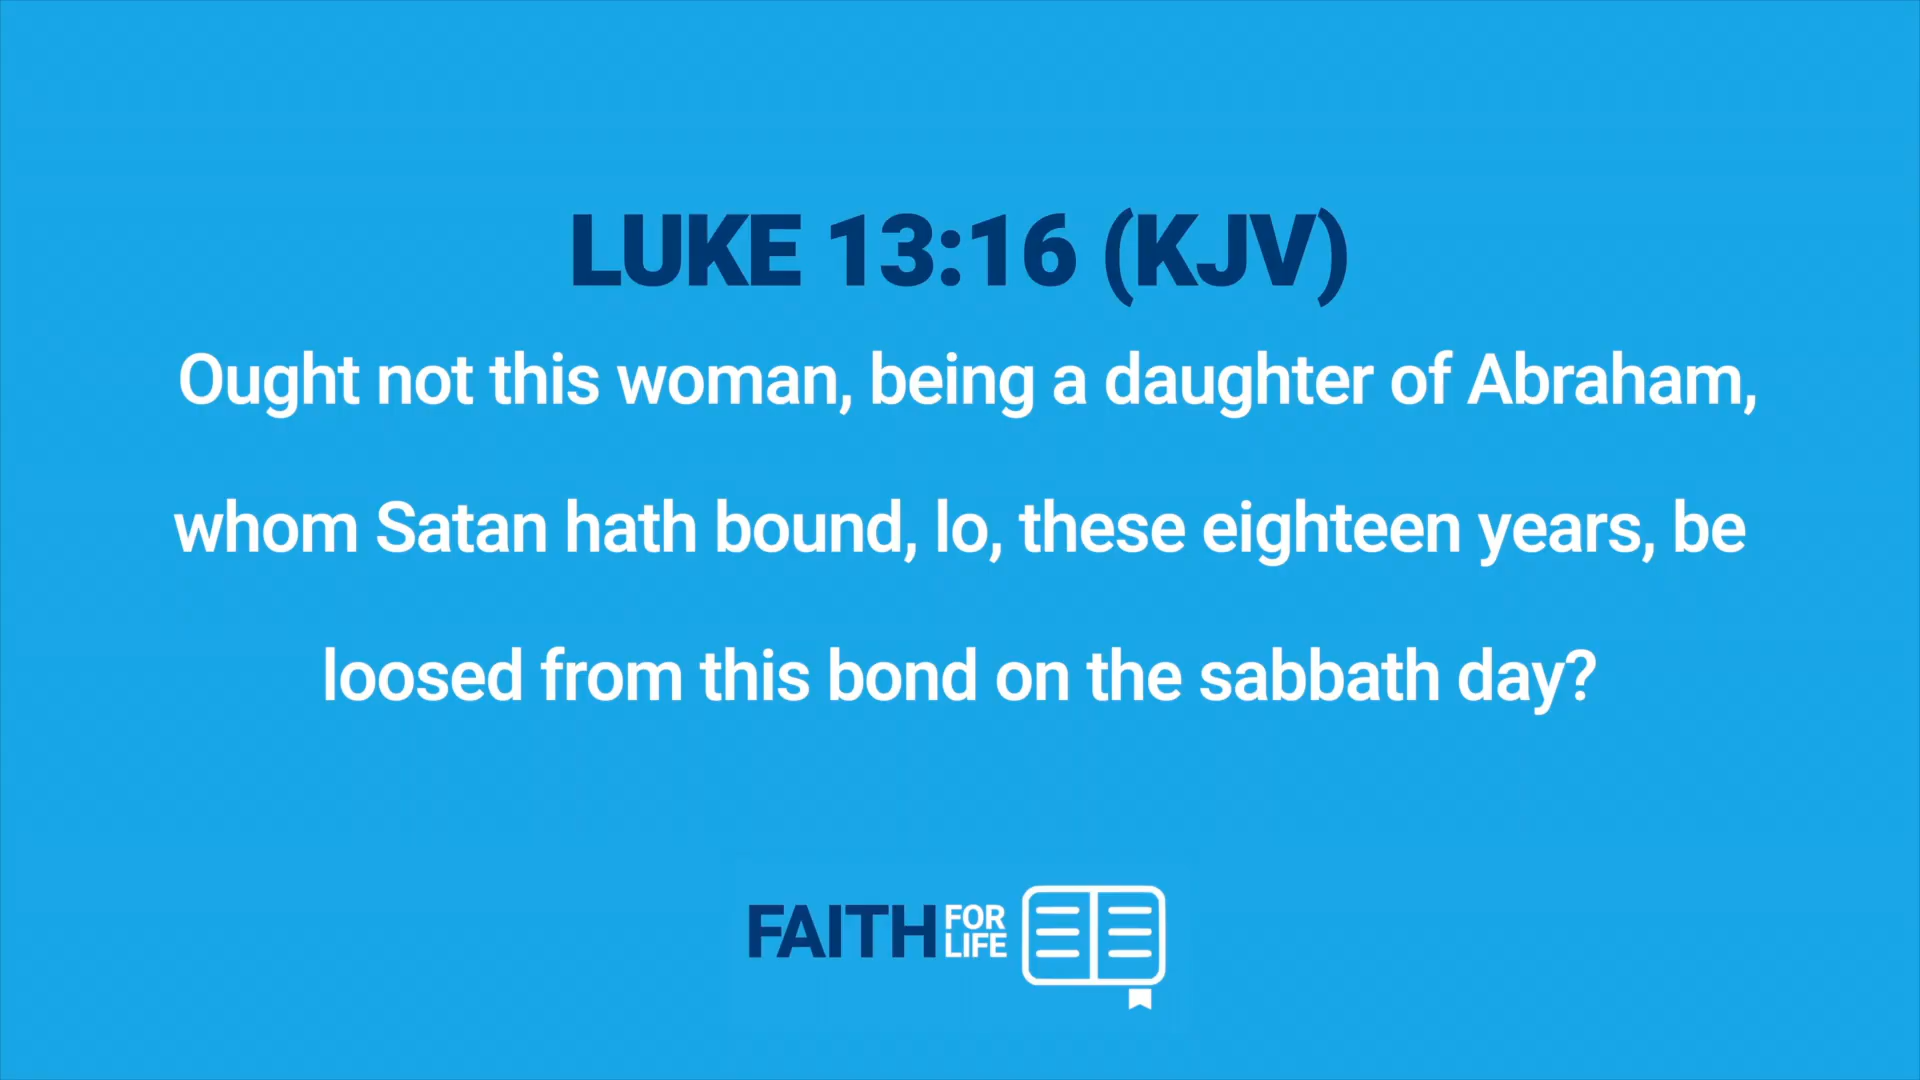 LUKE 13:16 (KJV)
Ought not this woman, being a daughter of Abraham,
whom Satan hath bound, lo, these eighteen years, be
loosed from this bond on the sabbath day?
FAITH FOR
LIFE